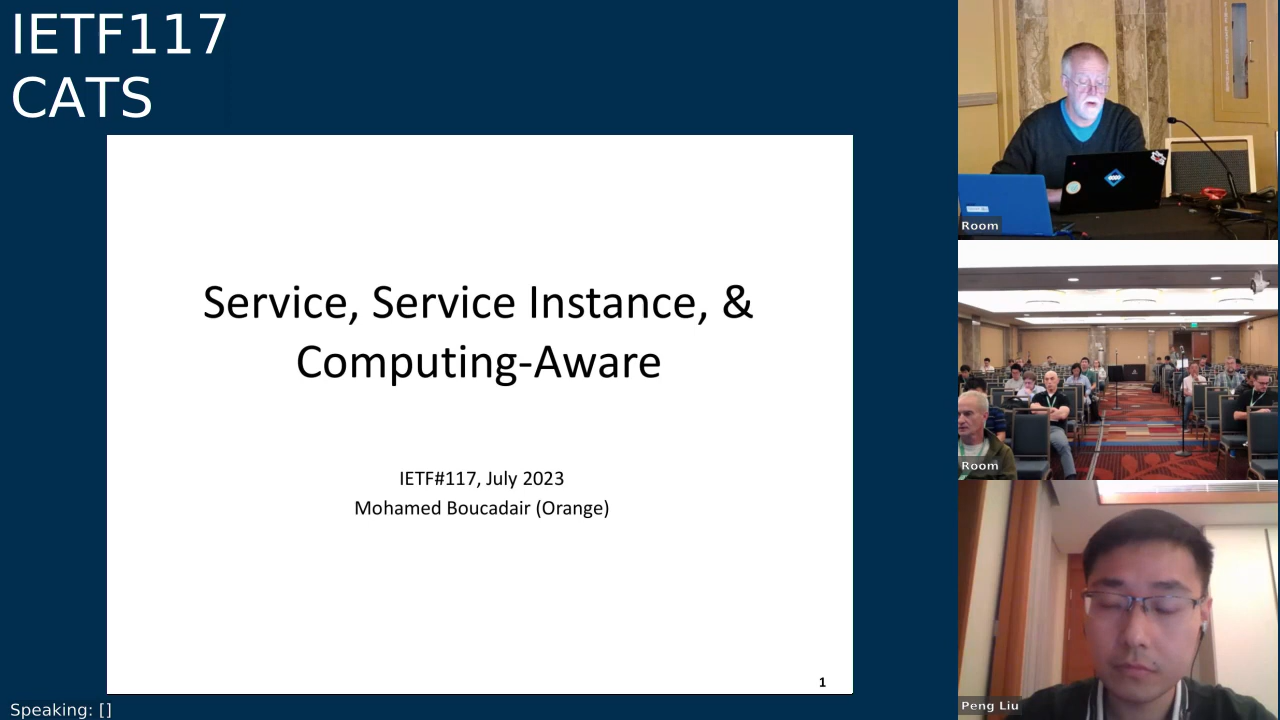 IETF117
CATS
Service, Service Instance, &
Computing-Aware
IETF#117, July 2023
Mohamed Boucadair (Orange)
1
Speaking: []
Room
Room
Peng Liu